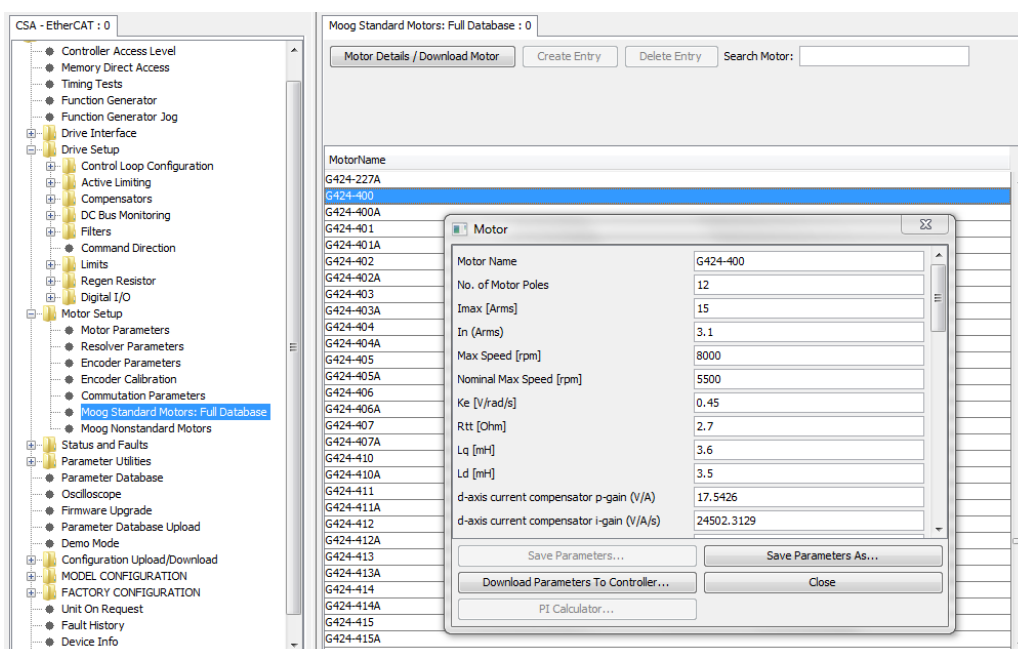 CSA - EtherCAT : 0
Controller Access Level
Memory Direct Access
Timing Tests
Function Generator
Function Generator Jog
Drive Interface
Drive Setup
Control Loop Configuration
Active Limiting
Compensators
DC Bus Monitoring
Filters
Command Direction
Limits
Regen Resistor
Digital I/O
Motor Setup
Motor Parameters
Resolver Parameters
Encoder Parameters
Encoder Calibration
Commutation Parameters
Moog Standard Motors: Full Database
Moog Nonstandard Motors
Status and Faults
Parameter Utilities
Parameter Database
Oscilloscope
Firmware Upgrade
Parameter Database Upload
Demo Mode
Configuration Upload/Download
MODEL CONFIGURATION
FACTORY CONFIGURATION
Unit On Request
Fault History
Device Info
Moog Standard Motors: Full Database : 0
Motor Details / Download Motor Create Entry Delete Entry Search Motor:
MotorName
G424-227A
G424-400
G424-400A
G424-401
G424-401A
G424-402
G424-402A
G424-403
G424-403A
G424-404
G424-404A
G424-405
G424-405A
G424-406
G424-406A
G424-407
G424-407A
G424-410
G424-410A
G424-411
G424-411A
G424-412
G424-412A
G424-413
G424-413A
G424-414
G424-414A
G424-415
G424-415A
Motor
Motor Name G424-400
No. of Motor Poles 12
Imax [Arms] 15
In (Arms) 3.1
Max Speed [rpm] 8000
Nominal Max Speed [rpm] 5500
Ke [V/rad/s] 0.45
Rtt [Ohm] 2.7
Lq [mH] 3.6
Ld [mH] 3.5
d-axis current compensator p-gain (V/A) 17.5426
d-axis current compensator i-gain (V/A/s) 24502.3129
Save Parameters... Save Parameters As...
Download Parameters To Controller... Close
PI Calculator...